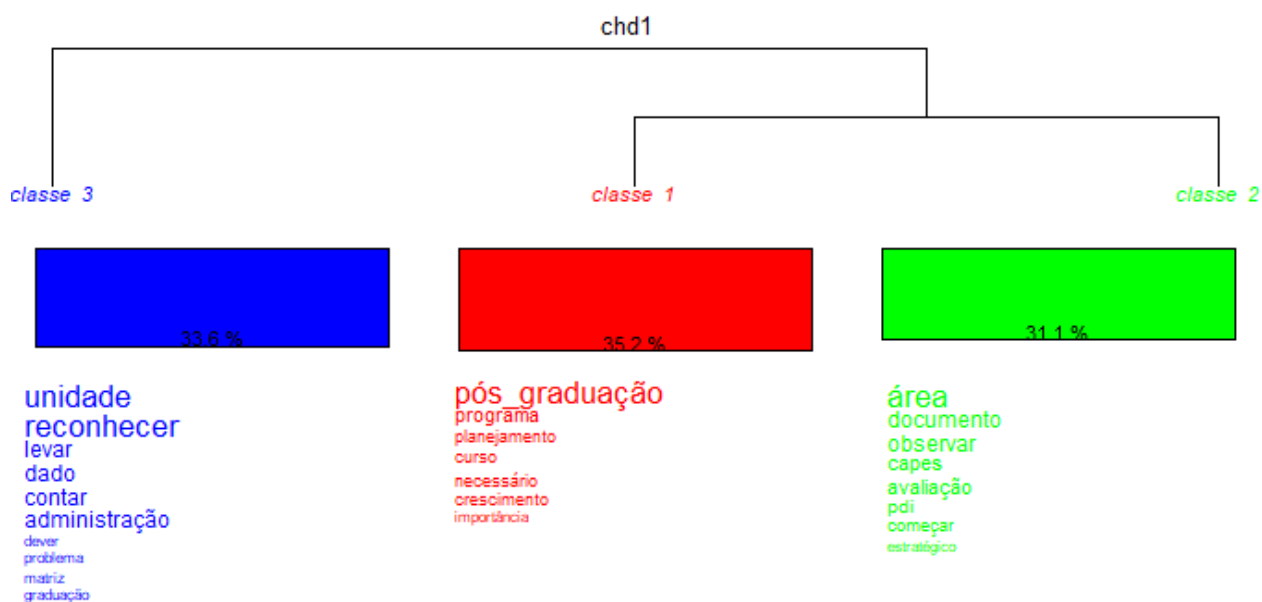 chd1
classe 3
classe 1
classe 2
33.6 %
35.2 %
31.1 %
unidade
reconhecer
levar
dado
contar
administração
dever
problema
matriz
graduação
pós_graduação
programa
planejamento
curso
necessário
crescimento
importância
área
documento
observar
capes
avaliação
pdi
começar
estratégico